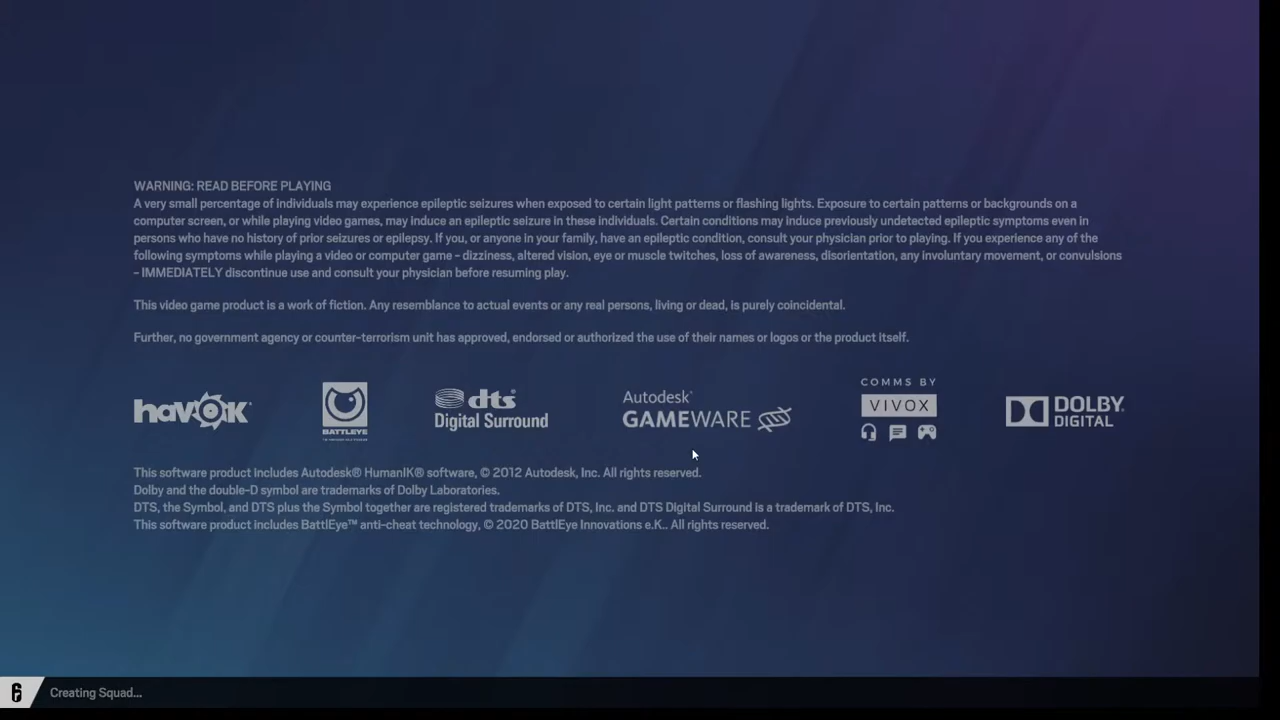 WARNING: READ BEFORE PLAYING
A very small percentage of individuals may experience epileptic seizures when exposed to certain light patterns or flashing lights. Exposure to certain patterns or backgrounds on a
computer screen, or while playing video games, may induce an epileptic seizure in these individuals. Certain conditions may induce previously undetected epileptic symptoms even in
persons who have no history of prior seizures or epilepsy. If you, or anyone in your family, have an epileptic condition, consult your physician prior to playing. If you experience any of the
following symptoms while playing a video or computer game - dizziness, altered vision, eye or muscle twitches, loss of awareness, disorientation, any involuntary movement, or convulsions
- IMMEDIATELY discontinue use and consult your physician before resuming play.
This video game product is a work of fiction. Any resemblance to actual events or any real persons, living or dead, is purely coincidental.
Further, no government agency or counter-terrorism unit has approved, endorsed or authorized the use of their names or logos or the product itself.
havok
BATTLEYE
dts
Digital Surround
Autodesk®
GAMEWARE
COMMS BY
VIVOX
DOLBY®
DIGITAL
This software product includes Autodesk® HumanIK® software, © 2012 Autodesk, Inc. All rights reserved.
Dolby and the double-D symbol are trademarks of Dolby Laboratories.
DTS, the Symbol, and DTS plus the Symbol together are registered trademarks of DTS, Inc. and DTS Digital Surround is a trademark of DTS, Inc.
This software product includes BattlEye™ anti-cheat technology, © 2020 BattlEye Innovations e.K.. All rights reserved.
6 Creating Squad...